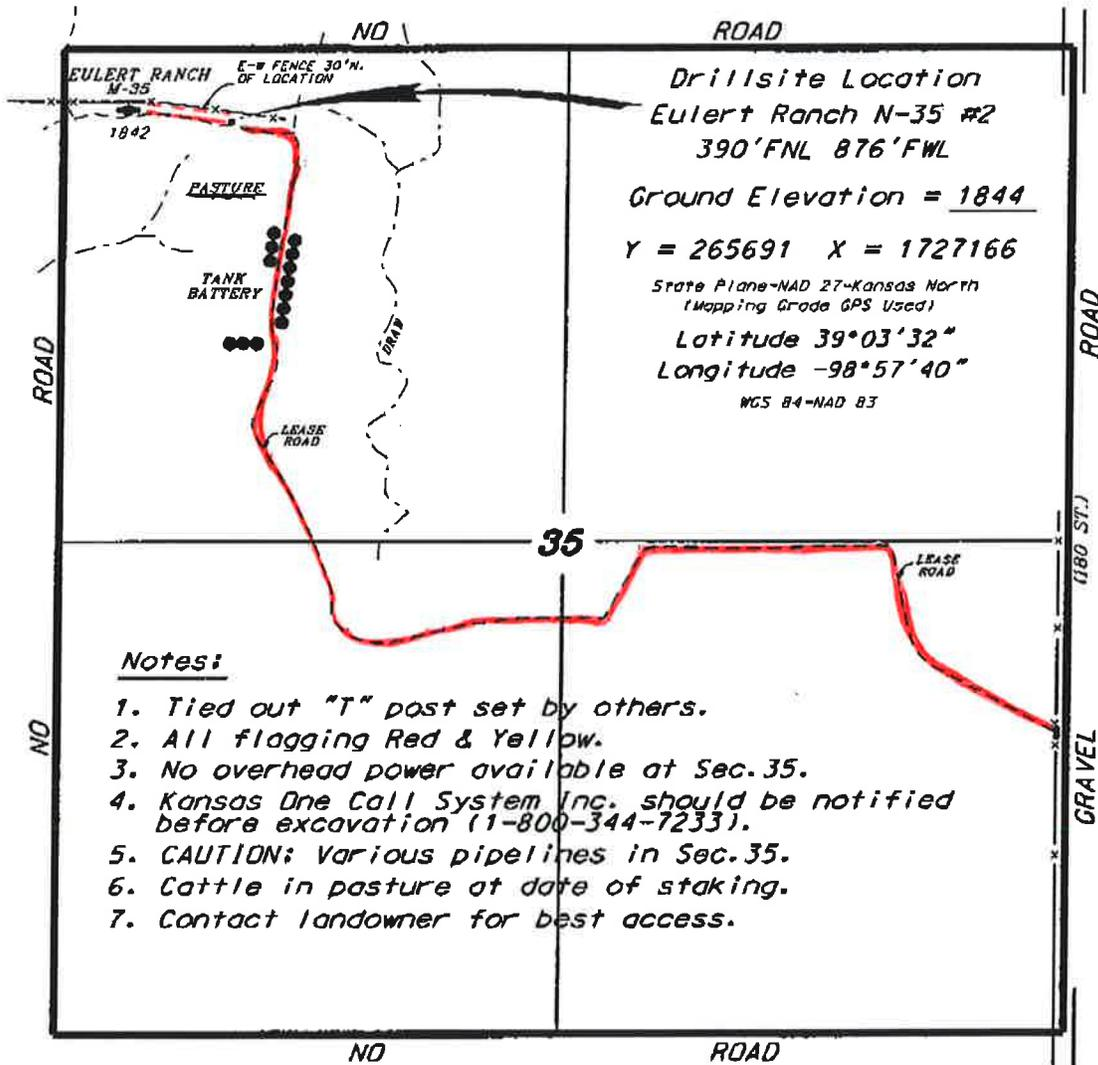 NO
ROAD
EULERT RANCH
M-35
1842
E-W FENCE 30'N.
OF LOCATION
Drillsite Location
Eulert Ranch N-35 #2
390'FNL 876'FWL
Ground Elevation = 1844
Y = 265691 X = 1727166
State Plane-NAD 27-Kansas North
(Mapping Grade GPS Used)
Latitude 39°03'32"
Longitude -98°57'40"
WGS 84-NAD 83
PASTURE
TANK
BATTERY
DRAW
LEASE
ROAD
ROAD
NO
ROAD
(180 ST.)
GRAVEL
35
LEASE
ROAD
Notes:
1. Tied out "T" post set by others.
2. All flagging Red & Yellow.
3. No overhead power available at Sec.35.
4. Kansas One Call System Inc. should be notified
before excavation (1-800-344-7233).
5. CAUTION: Various pipelines in Sec.35.
6. Cattle in pasture at date of staking.
7. Contact landowner for best access.
NO
ROAD